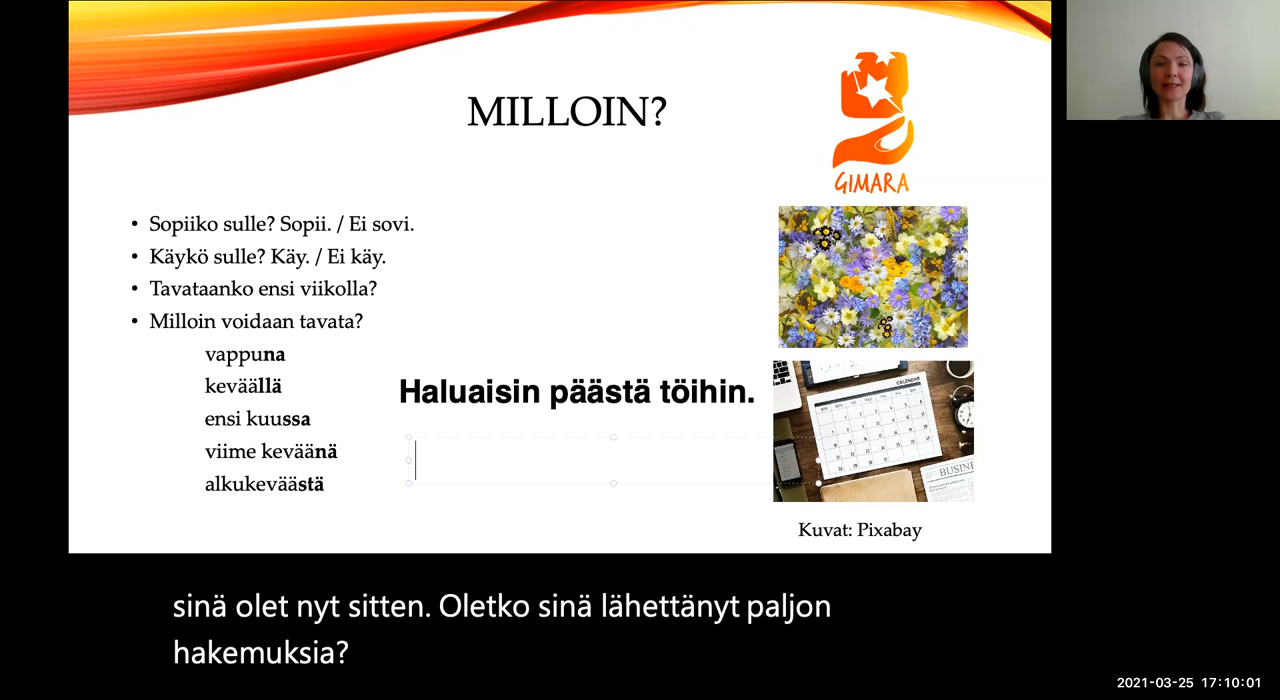 MILLOIN?
GIMARA
• Sopiiko sulle? Sopii. / Ei sovi.
• Käykö sulle? Käy. / Ei käy.
• Tavataanko ensi viikolla?
• Milloin voidaan tavata?
vappuna
keväällä
ensi kuussa
viime keväänä
alkukeväästä
Haluaisin päästä töihin.
CALENDAR
BUSINE
Kuvat: Pixabay
sinä olet nyt sitten. Oletko sinä lähettänyt paljon
hakemuksia?
2021-03-25 17:10:01